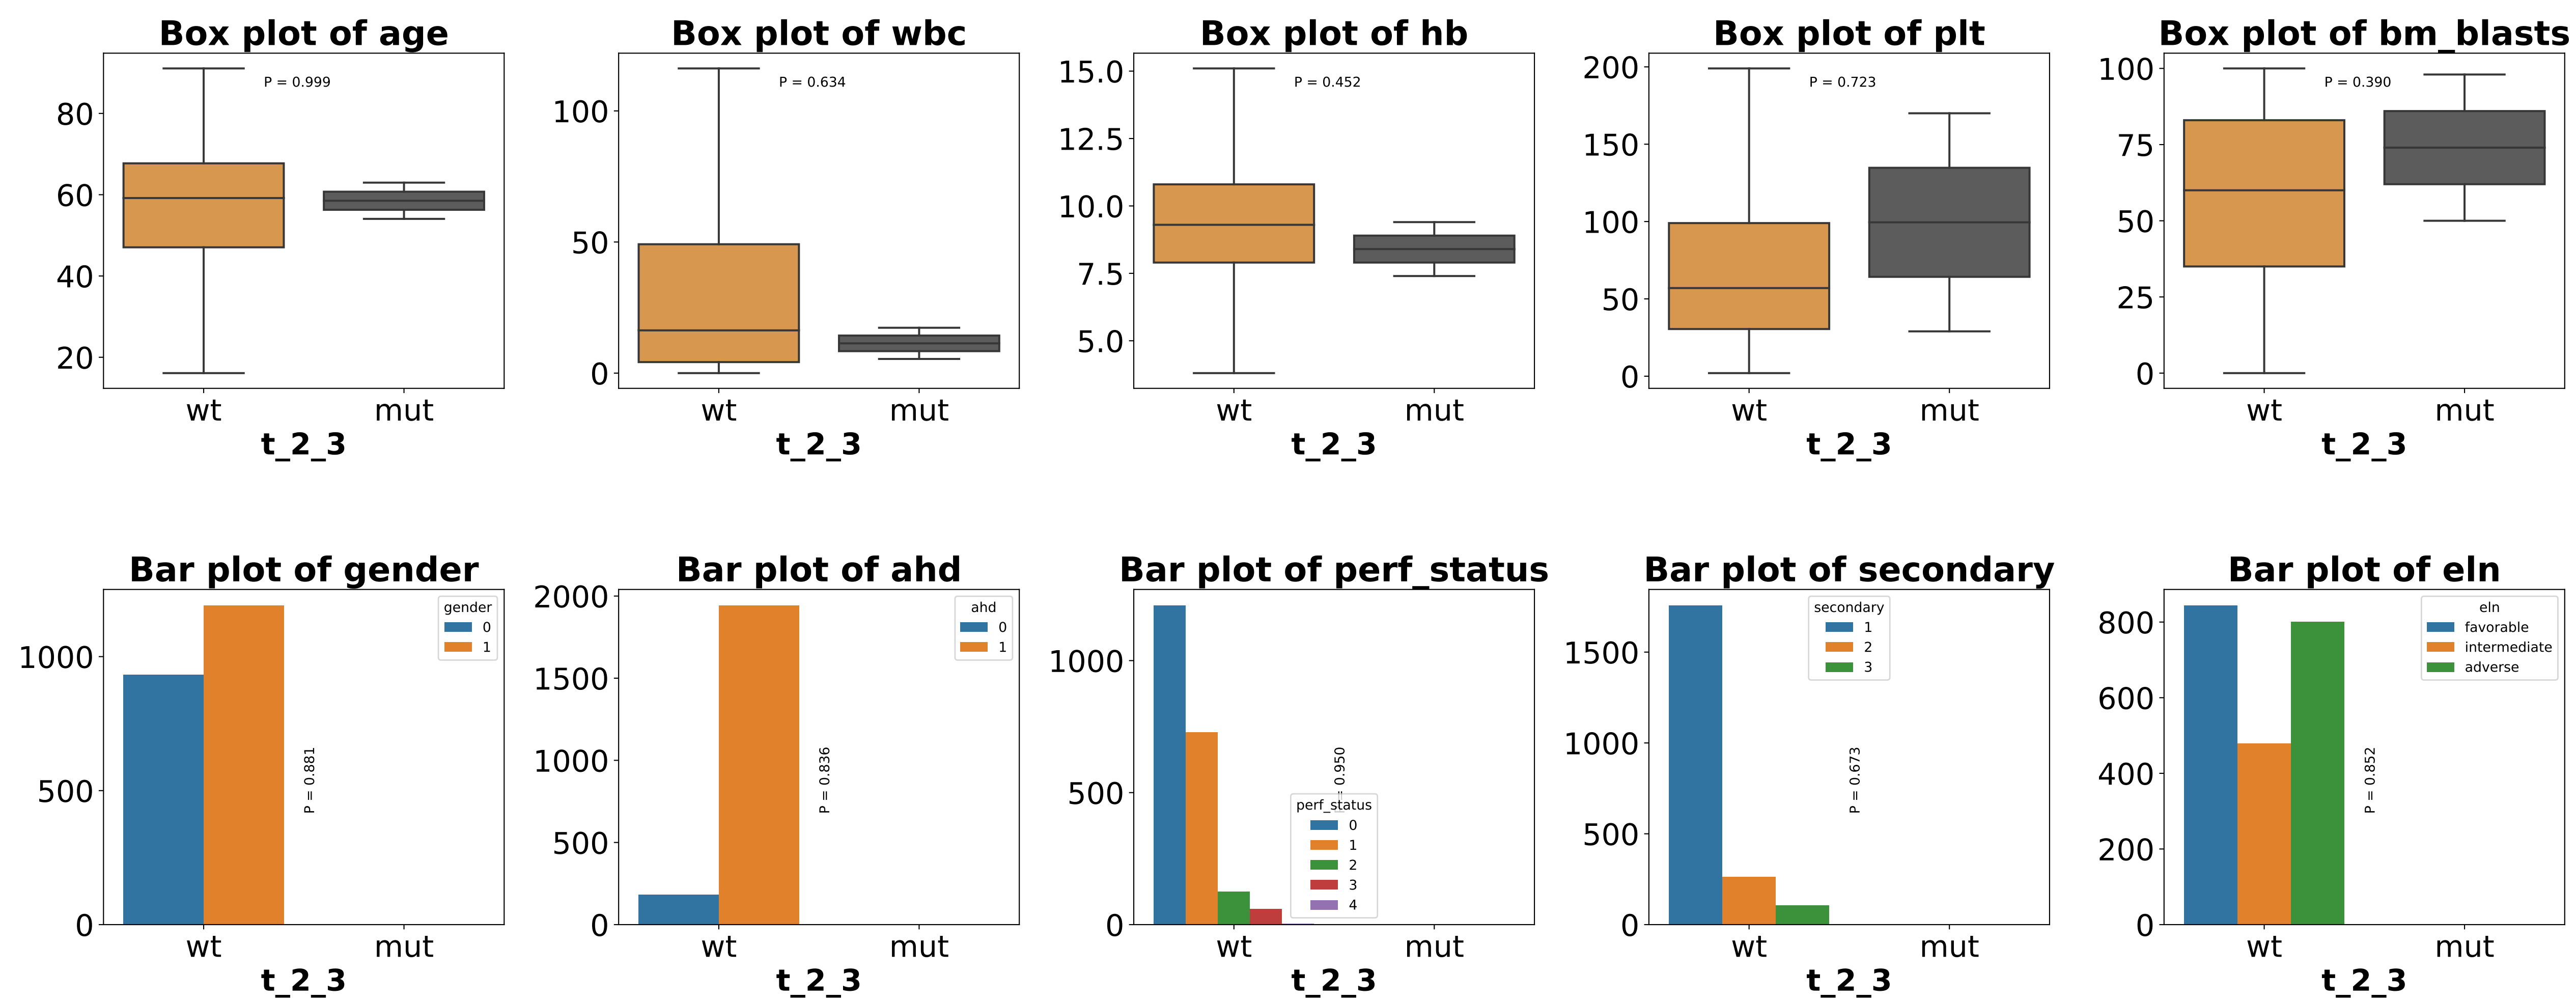 Box plot of age
P = 0.999
80
60
40
20
wt
mut
t_2_3
Box plot of wbc
P = 0.634
100
50
0
wt
mut
t_2_3
Box plot of hb
P = 0.452
15.0
12.5
10.0
7.5
5.0
wt
mut
t_2_3
Box plot of plt
P = 0.723
200
150
100
50
0
wt
mut
t_2_3
Box plot of bm_blasts
P = 0.390
100
75
50
25
0
wt
mut
t_2_3
Bar plot of gender
gender
0
1
1000
500
0
P = 0.881
wt
mut
t_2_3
Bar plot of ahd
ahd
0
1
2000
1500
1000
500
0
P = 0.836
wt
mut
t_2_3
Bar plot of perf_status
1000
500
0
= 0.950
perf_status
0
1
2
3
4
wt
mut
t_2_3
Bar plot of secondary
secondary
1
2
3
1500
1000
500
0
P = 0.673
wt
mut
t_2_3
Bar plot of eln
eln
favorable
intermediate
adverse
800
600
400
200
0
P = 0.852
wt
mut
t_2_3